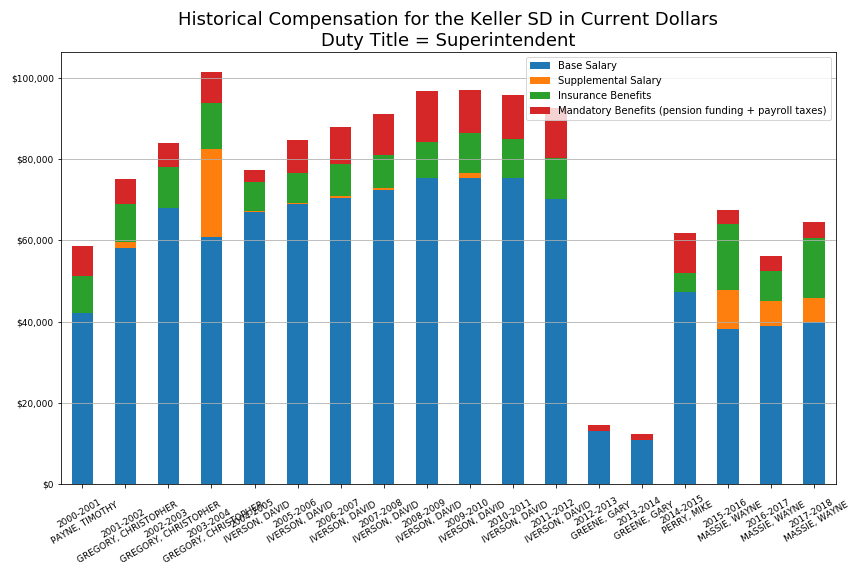 Historical Compensation for the Keller SD in Current Dollars
Duty Title = Superintendent
Base Salary
Supplemental Salary
Insurance Benefits
Mandatory Benefits (pension funding + payroll taxes)
$100,000
$80,000
$60,000
$40,000
$20,000
$0
2000-2001
PAYNE, TIMOTHY
2001-2002
GREGORY, CHRISTOPHER
2002-2003
GREGORY, CHRISTOPHER
2003-2004
GREGORY, CHRISTOPHER
2004-2005
IVERSON, DAVID
2005-2006
IVERSON, DAVID
2006-2007
IVERSON, DAVID
2007-2008
IVERSON, DAVID
2008-2009
IVERSON, DAVID
2009-2010
IVERSON, DAVID
2010-2011
IVERSON, DAVID
2011-2012
IVERSON, DAVID
2012-2013
GREENE, GARY
2013-2014
GREENE, GARY
2014-2015
PERRY, MIKE
2015-2016
MASSIE, WAYNE
2016-2017
MASSIE, WAYNE
2017-2018
MASSIE, WAYNE